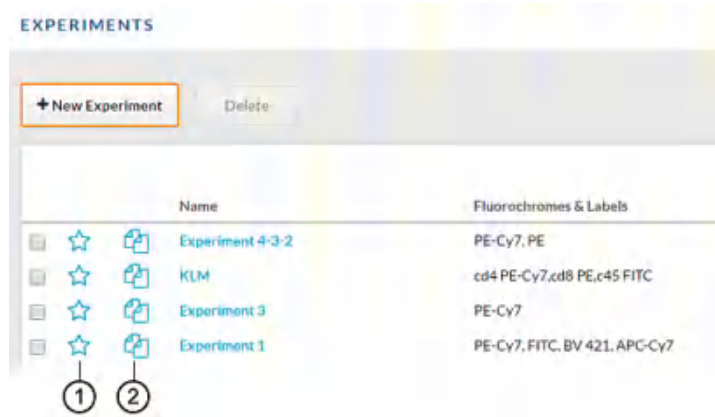 EXPERIMENTS
+ New Experiment Delete
Name Fluorochromes & Labels
Experiment 4-3-2 PE-Cy7, PE
KLM cd4 PE-Cy7,cd8 PE,c45 FITC
Experiment 3 PE-Cy7
Experiment 1 PE-Cy7, FITC, BV 421, APC-Cy7
1 2